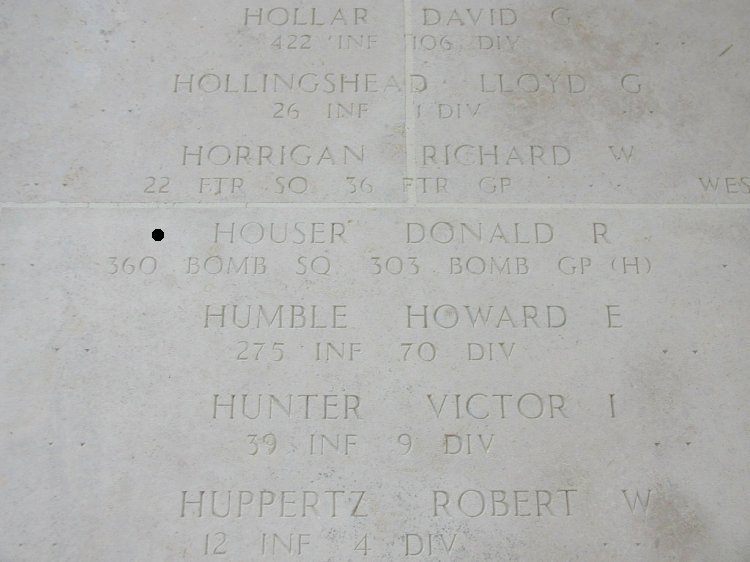 HOLLAR DAVID G
422 INF 106 DIV
HOLLINGSHEAD LLOYD G
26 INF 1 DIV
HORRIGAN RICHARD W
22 FTR SQ 36 FTR GP WES
HOUSER DONALD R
360 BOMB SQ 303 BOMB GP (H)
HUMBLE HOWARD E
275 INF 70 DIV
HUNTER VICTOR I
39 INF 9 DIV
HUPPERTZ ROBERT W
12 INF 4 DIV